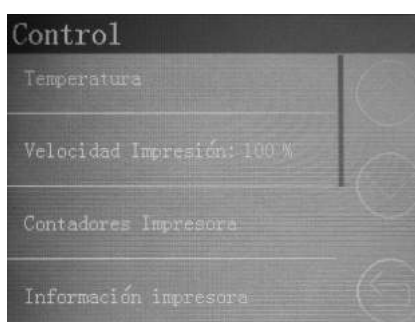 Control
Temperatura
Velocidad Impresión: 100 %
Contadores Impresora
Información impresora